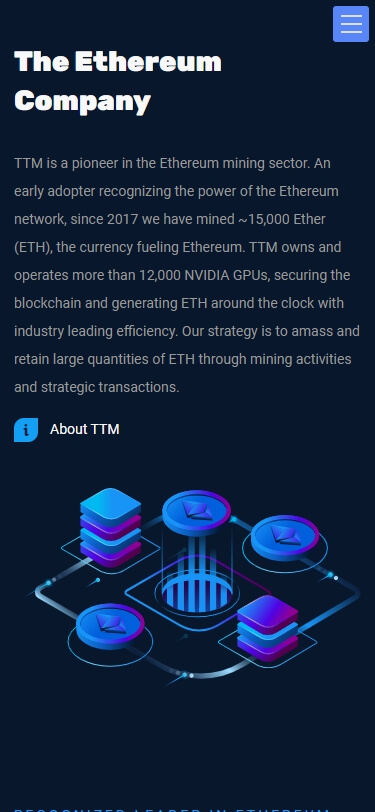 The Ethereum
Company
TTM is a pioneer in the Ethereum mining sector. An
early adopter recognizing the power of the Ethereum
network, since 2017 we have mined ~15,000 Ether
(ETH), the currency fueling Ethereum. TTM owns and
operates more than 12,000 NVIDIA GPUs, securing the
blockchain and generating ETH around the clock with
industry leading efficiency. Our strategy is to amass and
retain large quantities of ETH through mining activities
and strategic transactions.
i About TTM
RECOGNIZED LEADER IN ETHEREUM